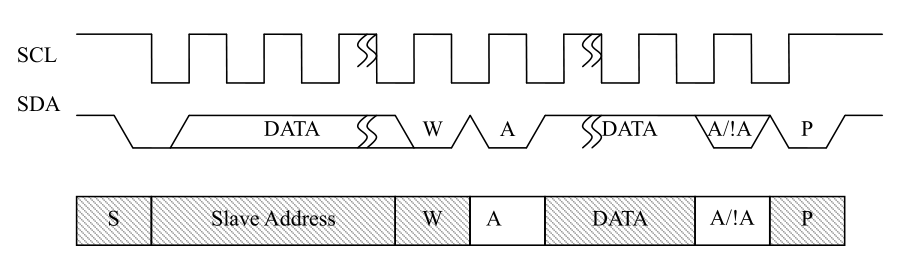 SCL
SDA
DATA W A DATA A/!A P
S Slave Address W A DATA A/!A P